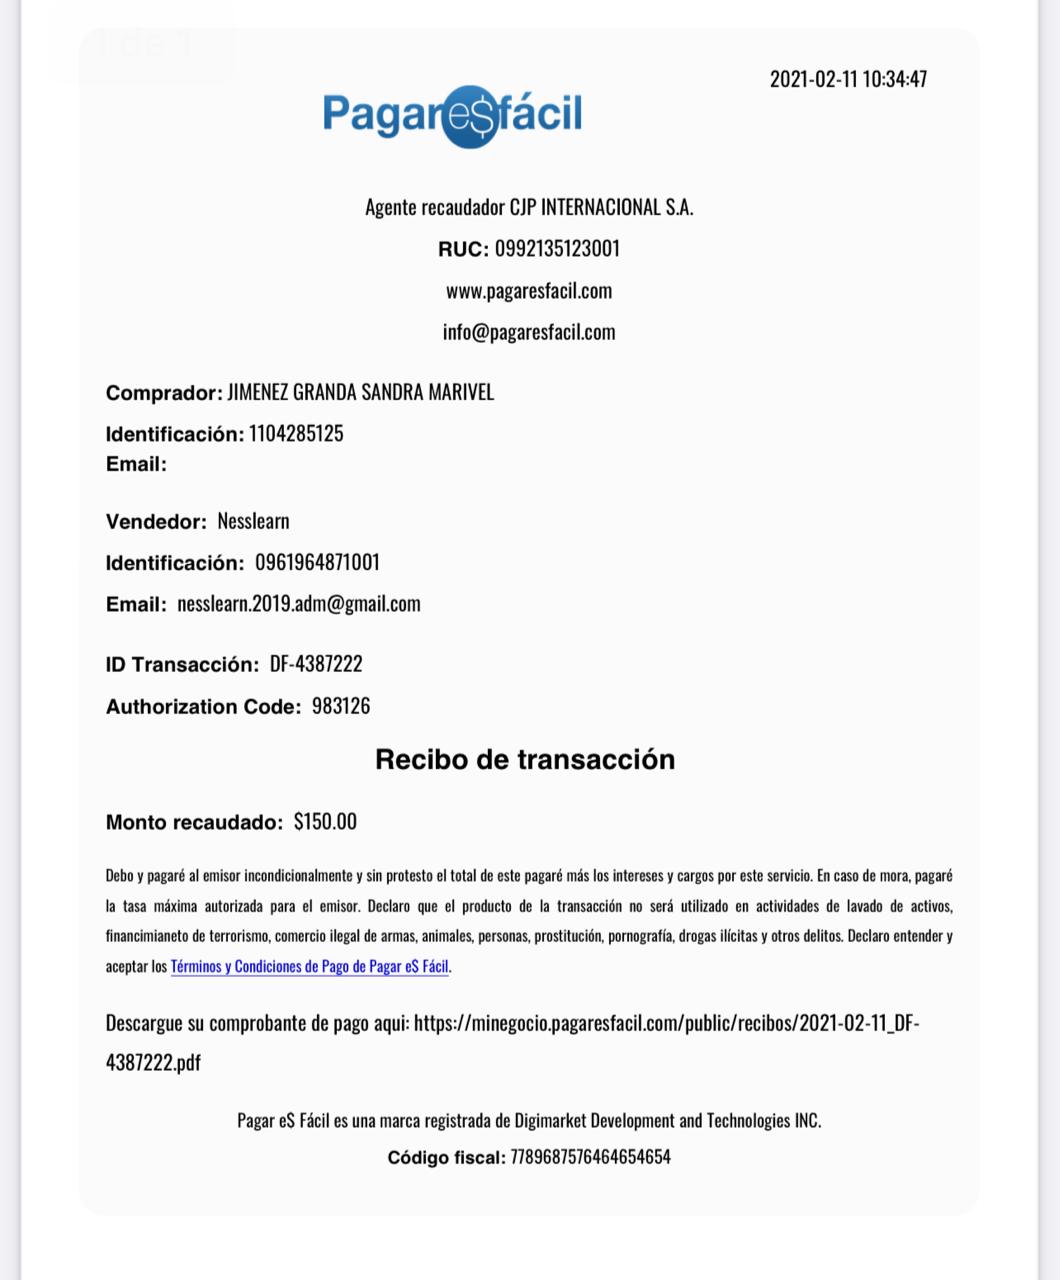 1 de 1
2021-02-11 10:34:47
Pagare$fácil
Agente recaudador CJP INTERNACIONAL S.A.
RUC: 0992135123001
www.pagaresfacil.com
info@pagaresfacil.com
Comprador: JIMENEZ GRANDA SANDRA MARIVEL
Identificación: 1104285125
Email:
Vendedor: Nesslearn
Identificación: 0961964871001
Email: nesslearn.2019.adm@gmail.com
ID Transacción: DF-4387222
Authorization Code: 983126
Recibo de transacción
Monto recaudado: $150.00
Debo y pagaré al emisor incondicionalmente y sin protesto el total de este pagaré más los intereses y cargos por este servicio. En caso de mora, pagaré
la tasa máxima autorizada para el emisor. Declaro que el producto de la transacción no será utilizado en actividades de lavado de activos,
financimianeto de terrorismo, comercio ilegal de armas, animales, personas, prostitución, pornografía, drogas ilícitas y otros delitos. Declaro entender y
aceptar los Términos y Condiciones de Pago de Pagar e$ Fácil.
Descargue su comprobante de pago aqui: https://minegocio.pagaresfacil.com/public/recibos/2021-02-11_DF-
4387222.pdf
Pagar e$ Fácil es una marca registrada de Digimarket Development and Technologies INC.
Código fiscal: 7789687576464654654